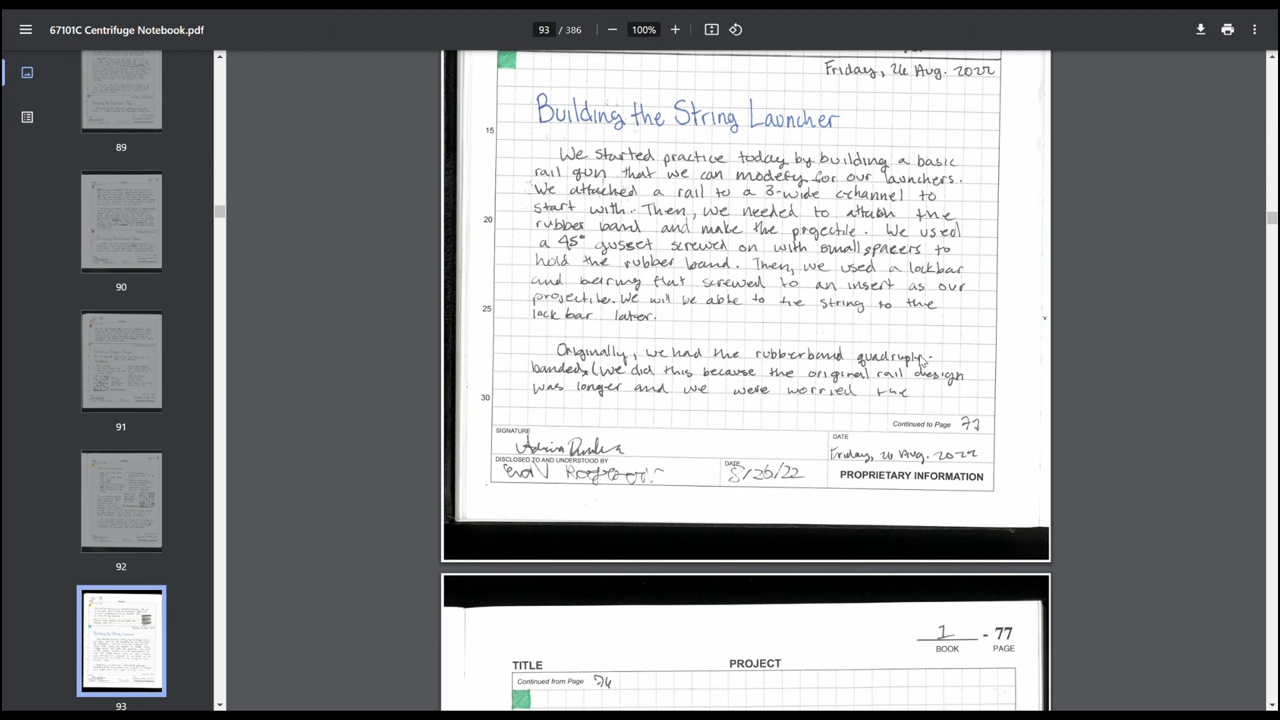 67101C Centrifuge Notebook.pdf
93 / 386
100%
89
90
91
92
93
Friday, 26 Aug. 2022
Building the String Launcher
15
We started practice today by building a basic
rail gun that we can modefy for our launchers.
We attached a rail to a 3-wide cchannel to
start with. Then, we needed to attach the
20
rubber band and make the projectile. We used
a 45° gusset screwed on with small spacers to
hold the rubber band. Then, we used a lockbar
and bearing flat screwed to an insert as our
projectile. We will be able to tie string to the
25
lock bar later.
Originally, we had the rubberband quadruply-
banded. (We did this because the original rail design
was longer and we were worried the
30
Continued to Page 77
SIGNATURE
DATE
Friday, 26 Aug. 2022
DISCLOSED TO AND UNDERSTOOD BY
DATE
8/26/22
PROPRIETARY INFORMATION
1 - 77
BOOK PAGE
TITLE PROJECT
Continued from Page 76